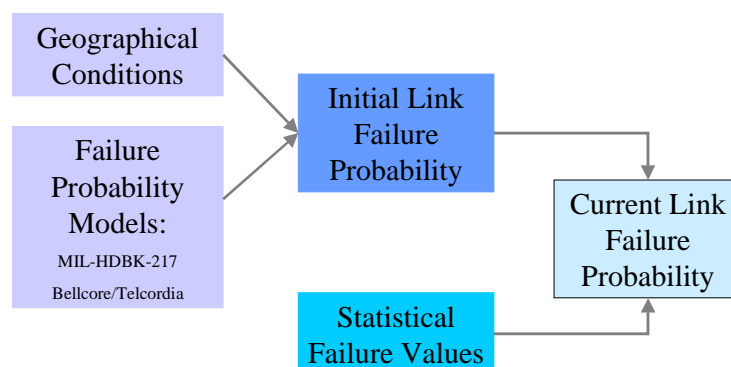 Geographical
Conditions
Failure
Probability
Models:
MIL-HDBK-217
Bellcore/Telcordia
Initial Link
Failure
Probability
Current Link
Failure
Probability
Statistical
Failure Values